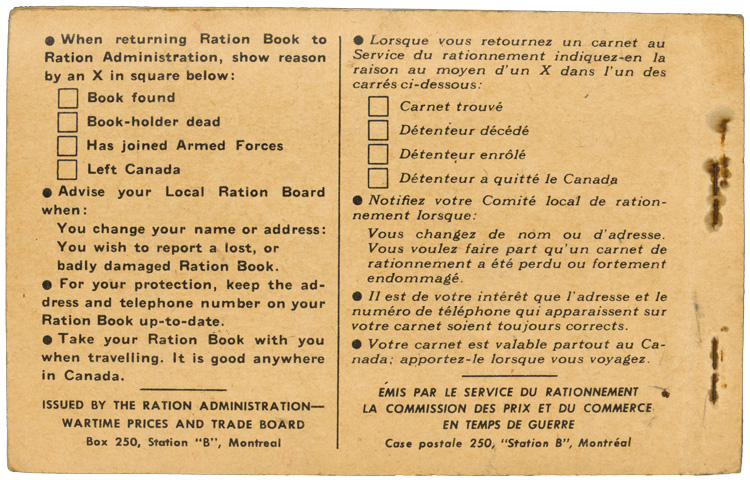 ● When returning Ration Book to
Ration Administration, show reason
by an X in square below:
Book found
Book-holder dead
Has joined Armed Forces
Left Canada
● Advise your Local Ration Board
when:
You change your name or address:
You wish to report a lost, or
badly damaged Ration Book.
● For your protection, keep the ad-
dress and telephone number on your
Ration Book up-to-date.
● Take your Ration Book with you
when travelling. It is good anywhere
in Canada.
ISSUED BY THE RATION ADMINISTRATION—
WARTIME PRICES AND TRADE BOARD
Box 250, Station "B", Montreal
● Lorsque vous retournez un carnet au
Service du rationnement indiquez-en la
raison au moyen d'un X dans l'un des
carrés ci-dessous:
Carnet trouvé
Détenteur décédé
Détenteur enrôlé
Détenteur a quitté le Canada
● Notifiez votre Comité local de ration-
nement lorsque:
Vous changez de nom ou d'adresse.
Vous voulez faire part qu'un carnet de
rationnement a été perdu ou fortement
endommagé.
● Il est de votre intérêt que l'adresse et le
numéro de téléphone qui apparaissent sur
votre carnet soient toujours corrects.
● Votre carnet est valable partout au Ca-
nada; apportez-le lorsque vous voyagez.
ÉMIS PAR LE SERVICE DU RATIONNEMENT
LA COMMISSION DES PRIX ET DU COMMERCE
EN TEMPS DE GUERRE
Case postale 250, "Station B", Montréal